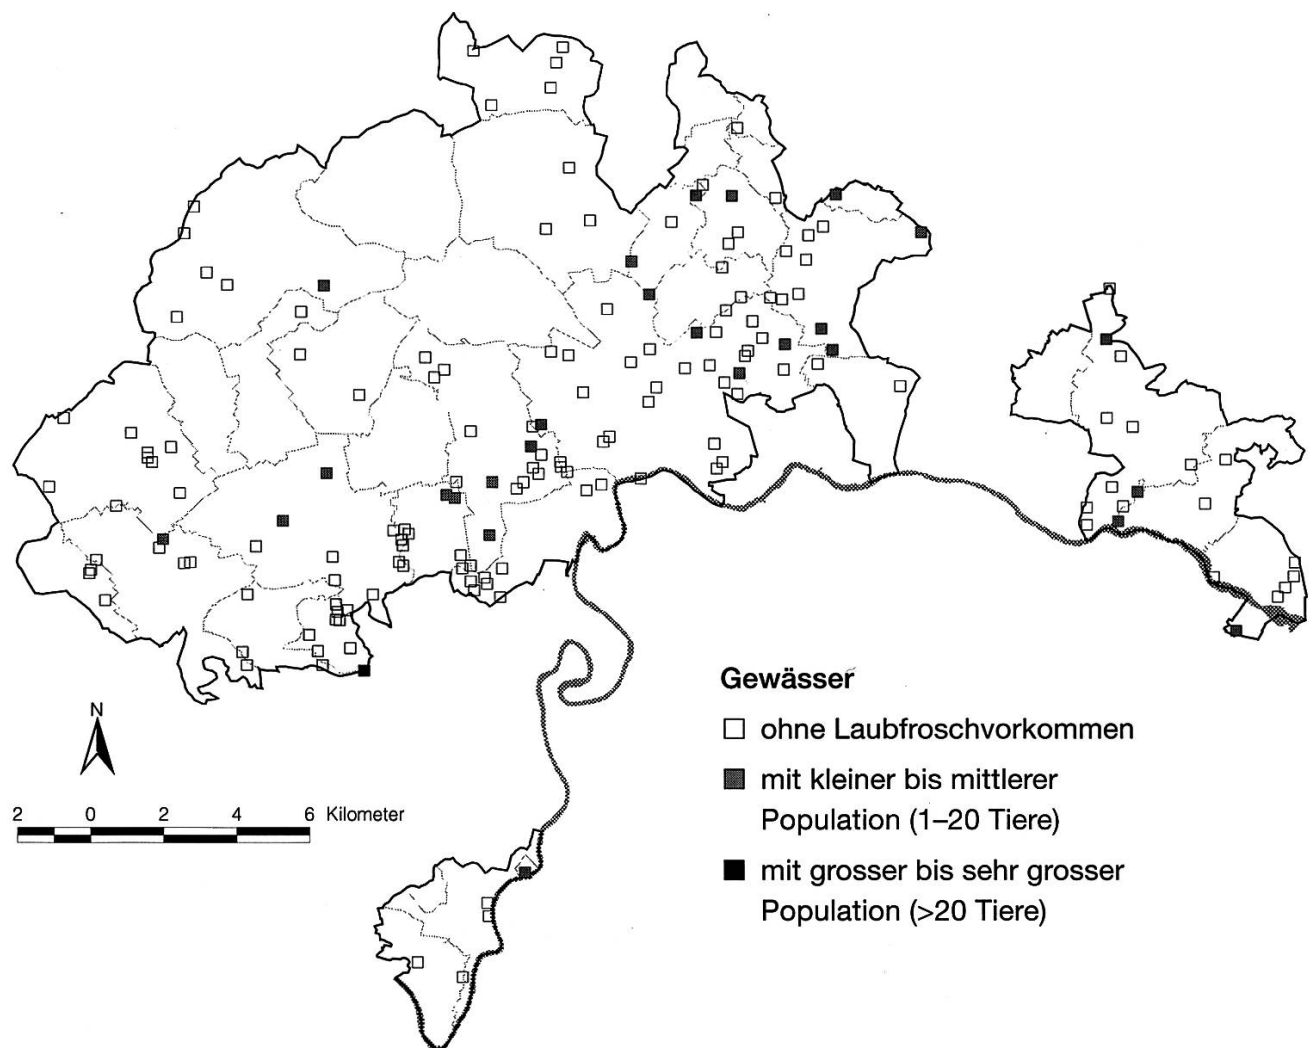 Gewässer
ohne Laubfroschvorkommen
mit kleiner bis mittlerer
Population (1–20 Tiere)
mit grosser bis sehr grosser
Population (>20 Tiere)
N
2 0 2 4 6 Kilometer